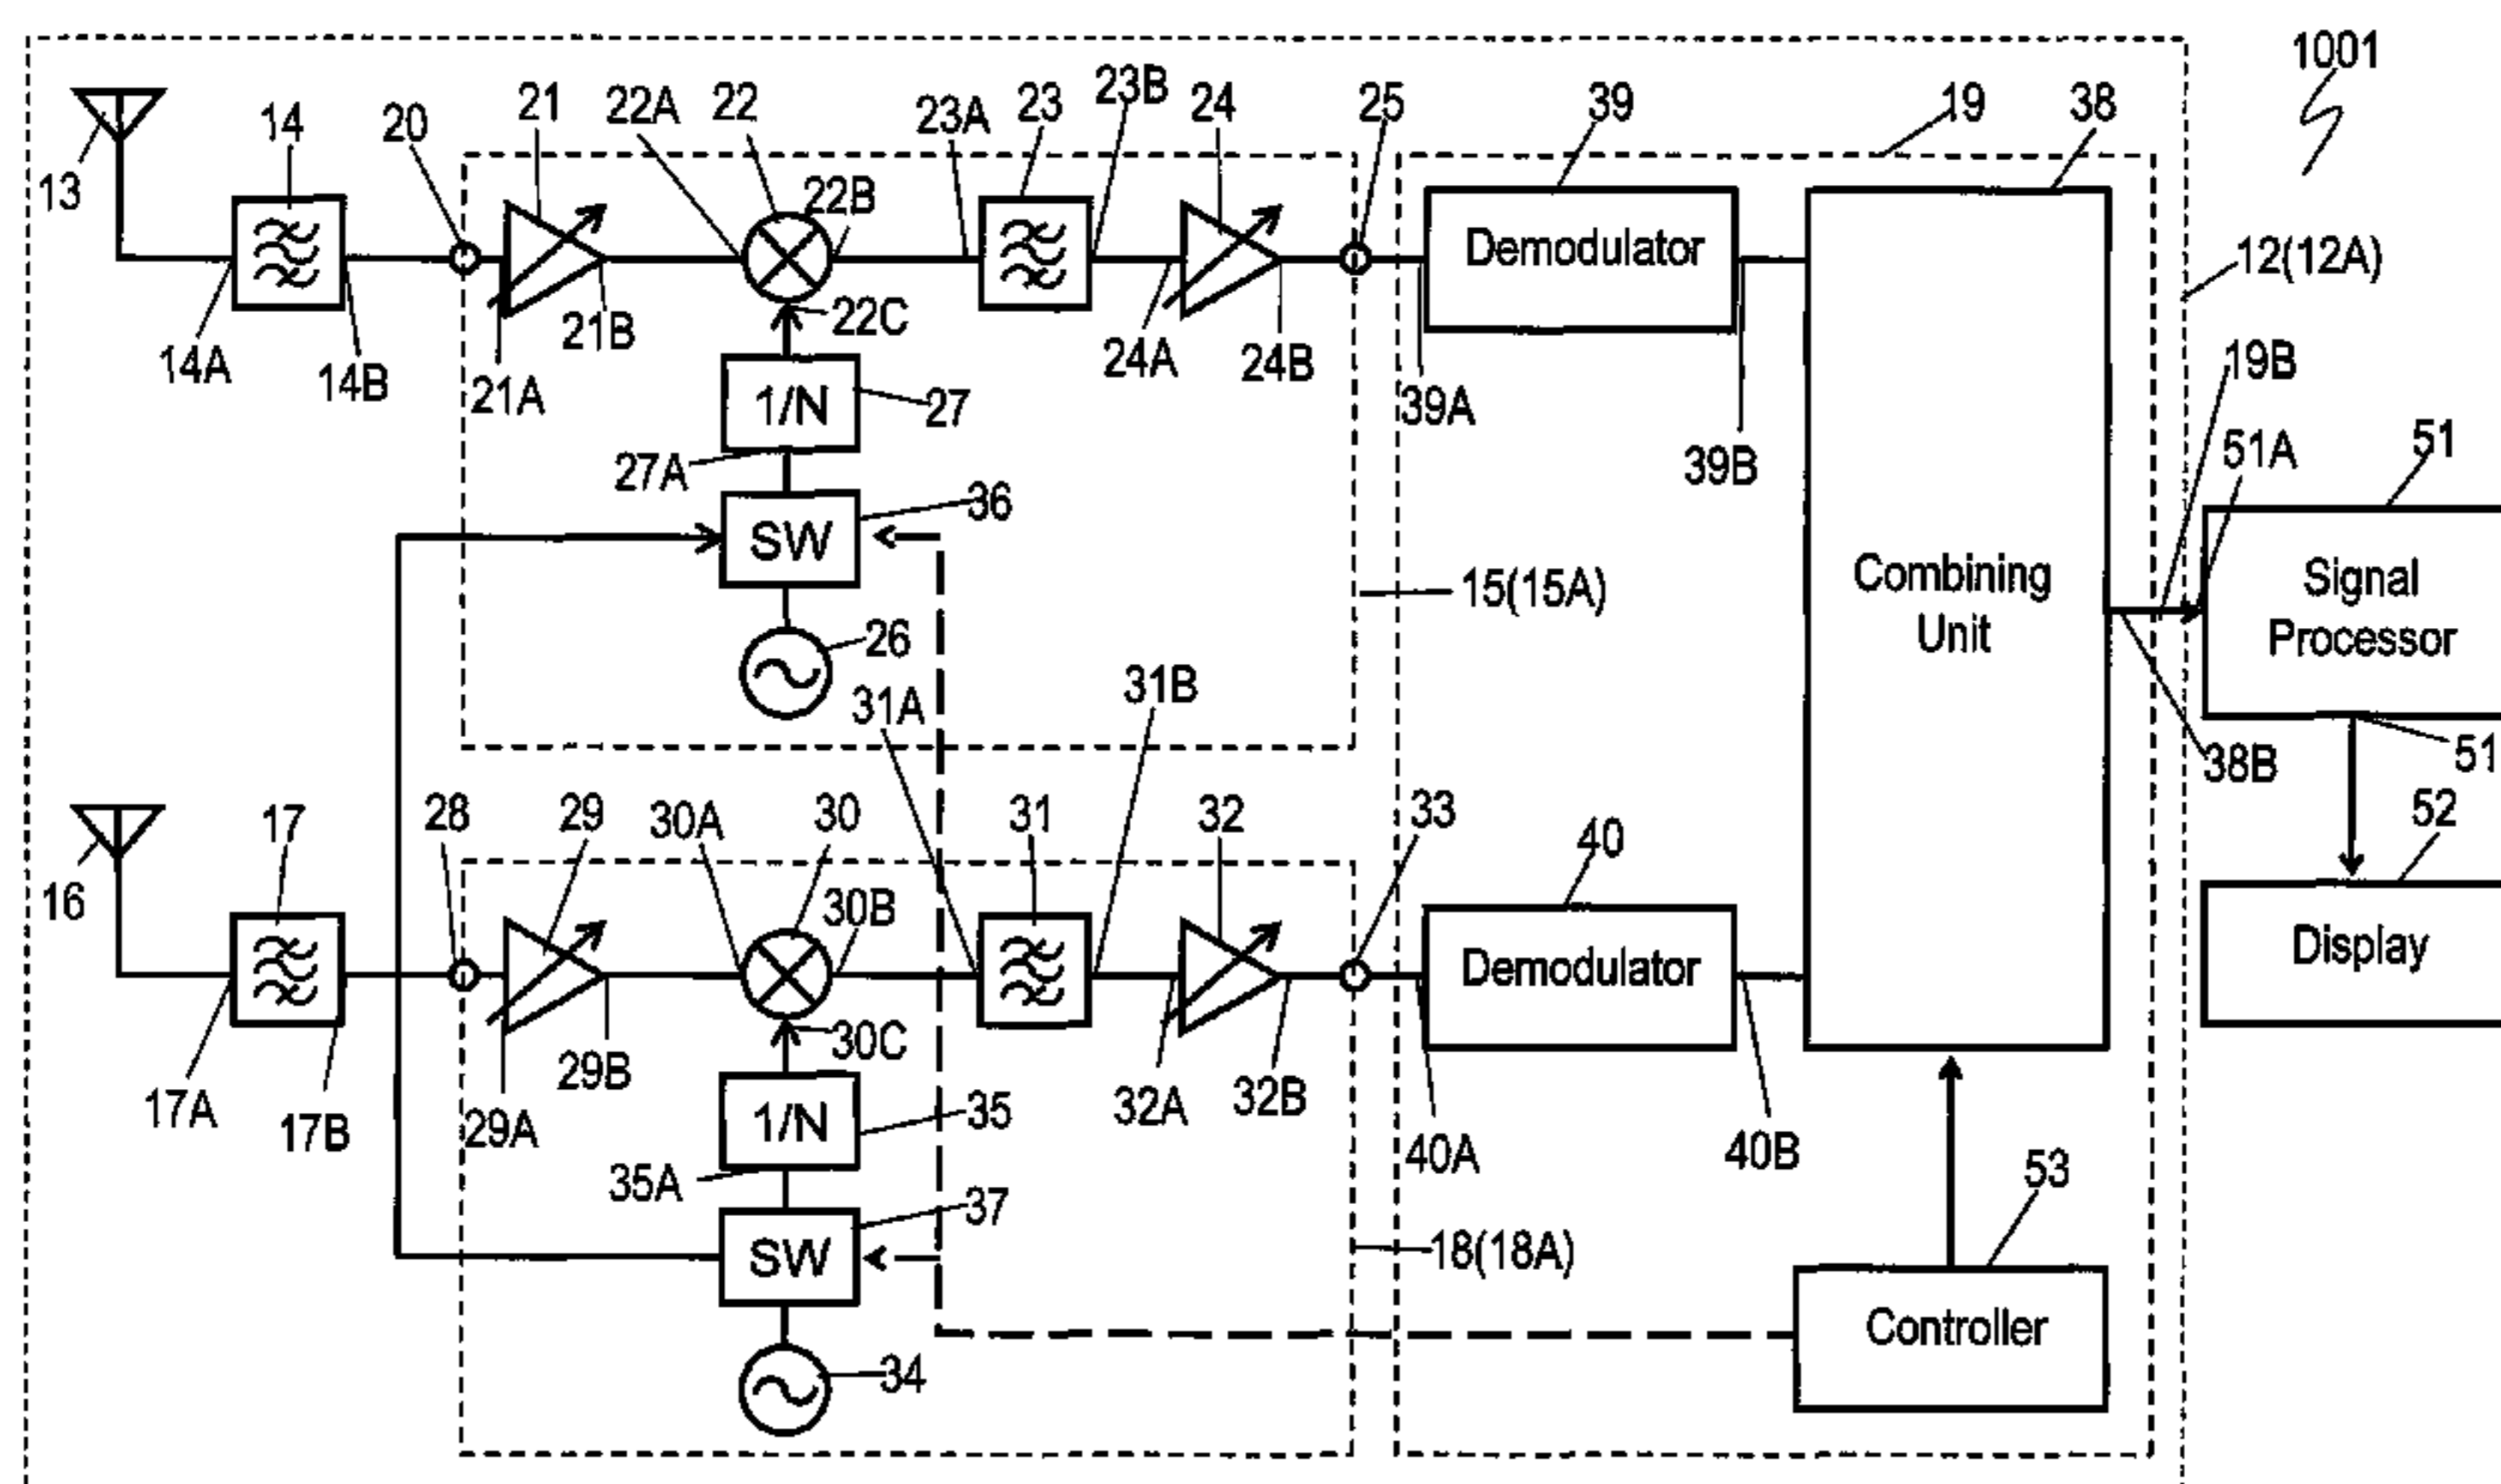 1001
13
14
20
21
22A
22
23A
23
23B
24
25
39
19
38
22B
Demodulator
12(12A)
14A
14B
21A
21B
22C
24A
24B
39A
39B
19B
1/N
27
27A
51A
51
SW
36
15(15A)
Combining
Unit
Signal
Processor
26
31A
31B
38B
51
16
17
28
29
30A
30
30B
31
32
33
40
52
Demodulator
Display
17A
17B
29A
29B
30C
32A
32B
40A
40B
1/N
35
35A
53
SW
37
18(18A)
Controller
34